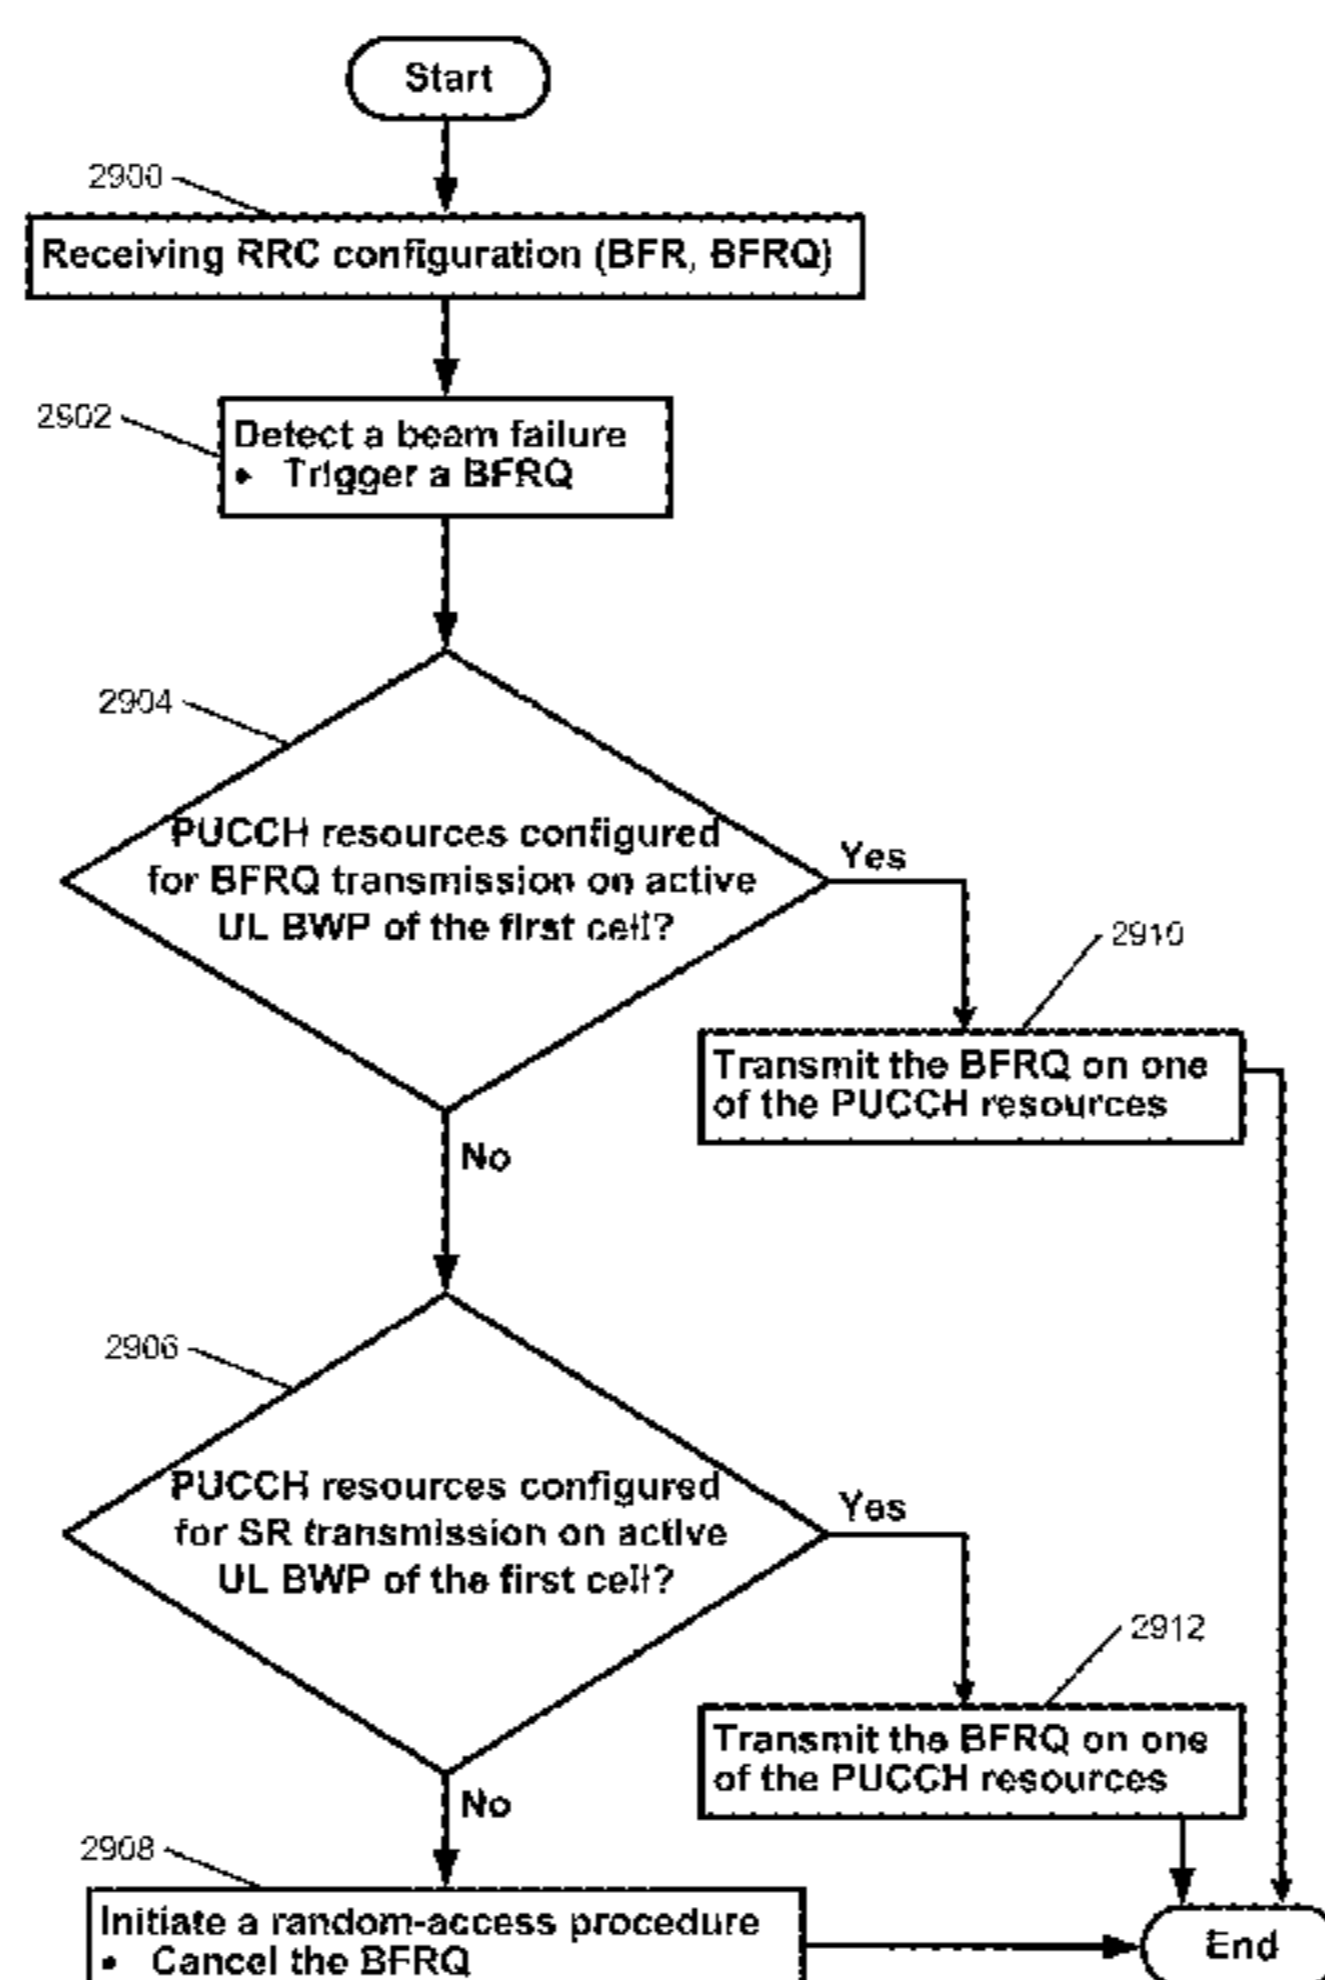 Start
2900
Receiving RRC configuration (BFR, BFRQ)
2902
Detect a beam failure
• Trigger a BFRQ
2904
PUCCH resources configured
for BFRQ transmission on active
UL BWP of the first cell?
Yes
2910
Transmit the BFRQ on one
of the PUCCH resources
No
2906
PUCCH resources configured
for SR transmission on active
UL BWP of the first cell?
Yes
2912
Transmit the BFRQ on one
of the PUCCH resources
No
2908
Initiate a random-access procedure
• Cancel the BFRQ
End